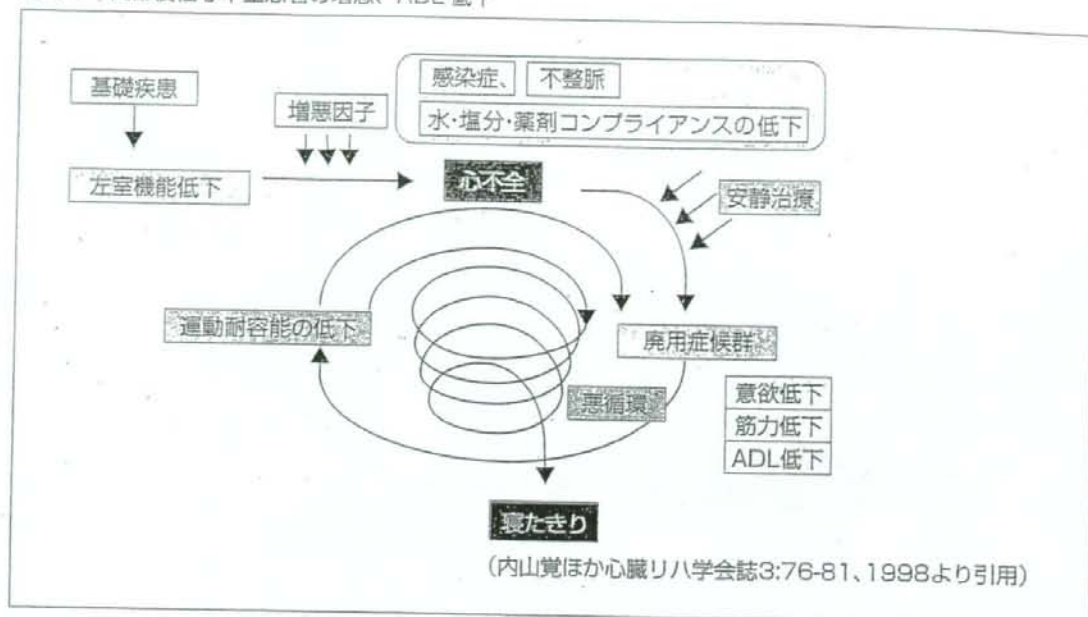 ADL低下
基礎疾患
感染症、 不整脈
増悪因子
水・塩分・薬剤コンプライアンスの低下
左室機能低下
心不全
安静治療
運動耐容能の低下
廃用症候群
悪循環
意欲低下
筋力低下
ADL低下
寝たきり
(内山覚ほか心臓リハ学会誌3:76-81、1998より引用)